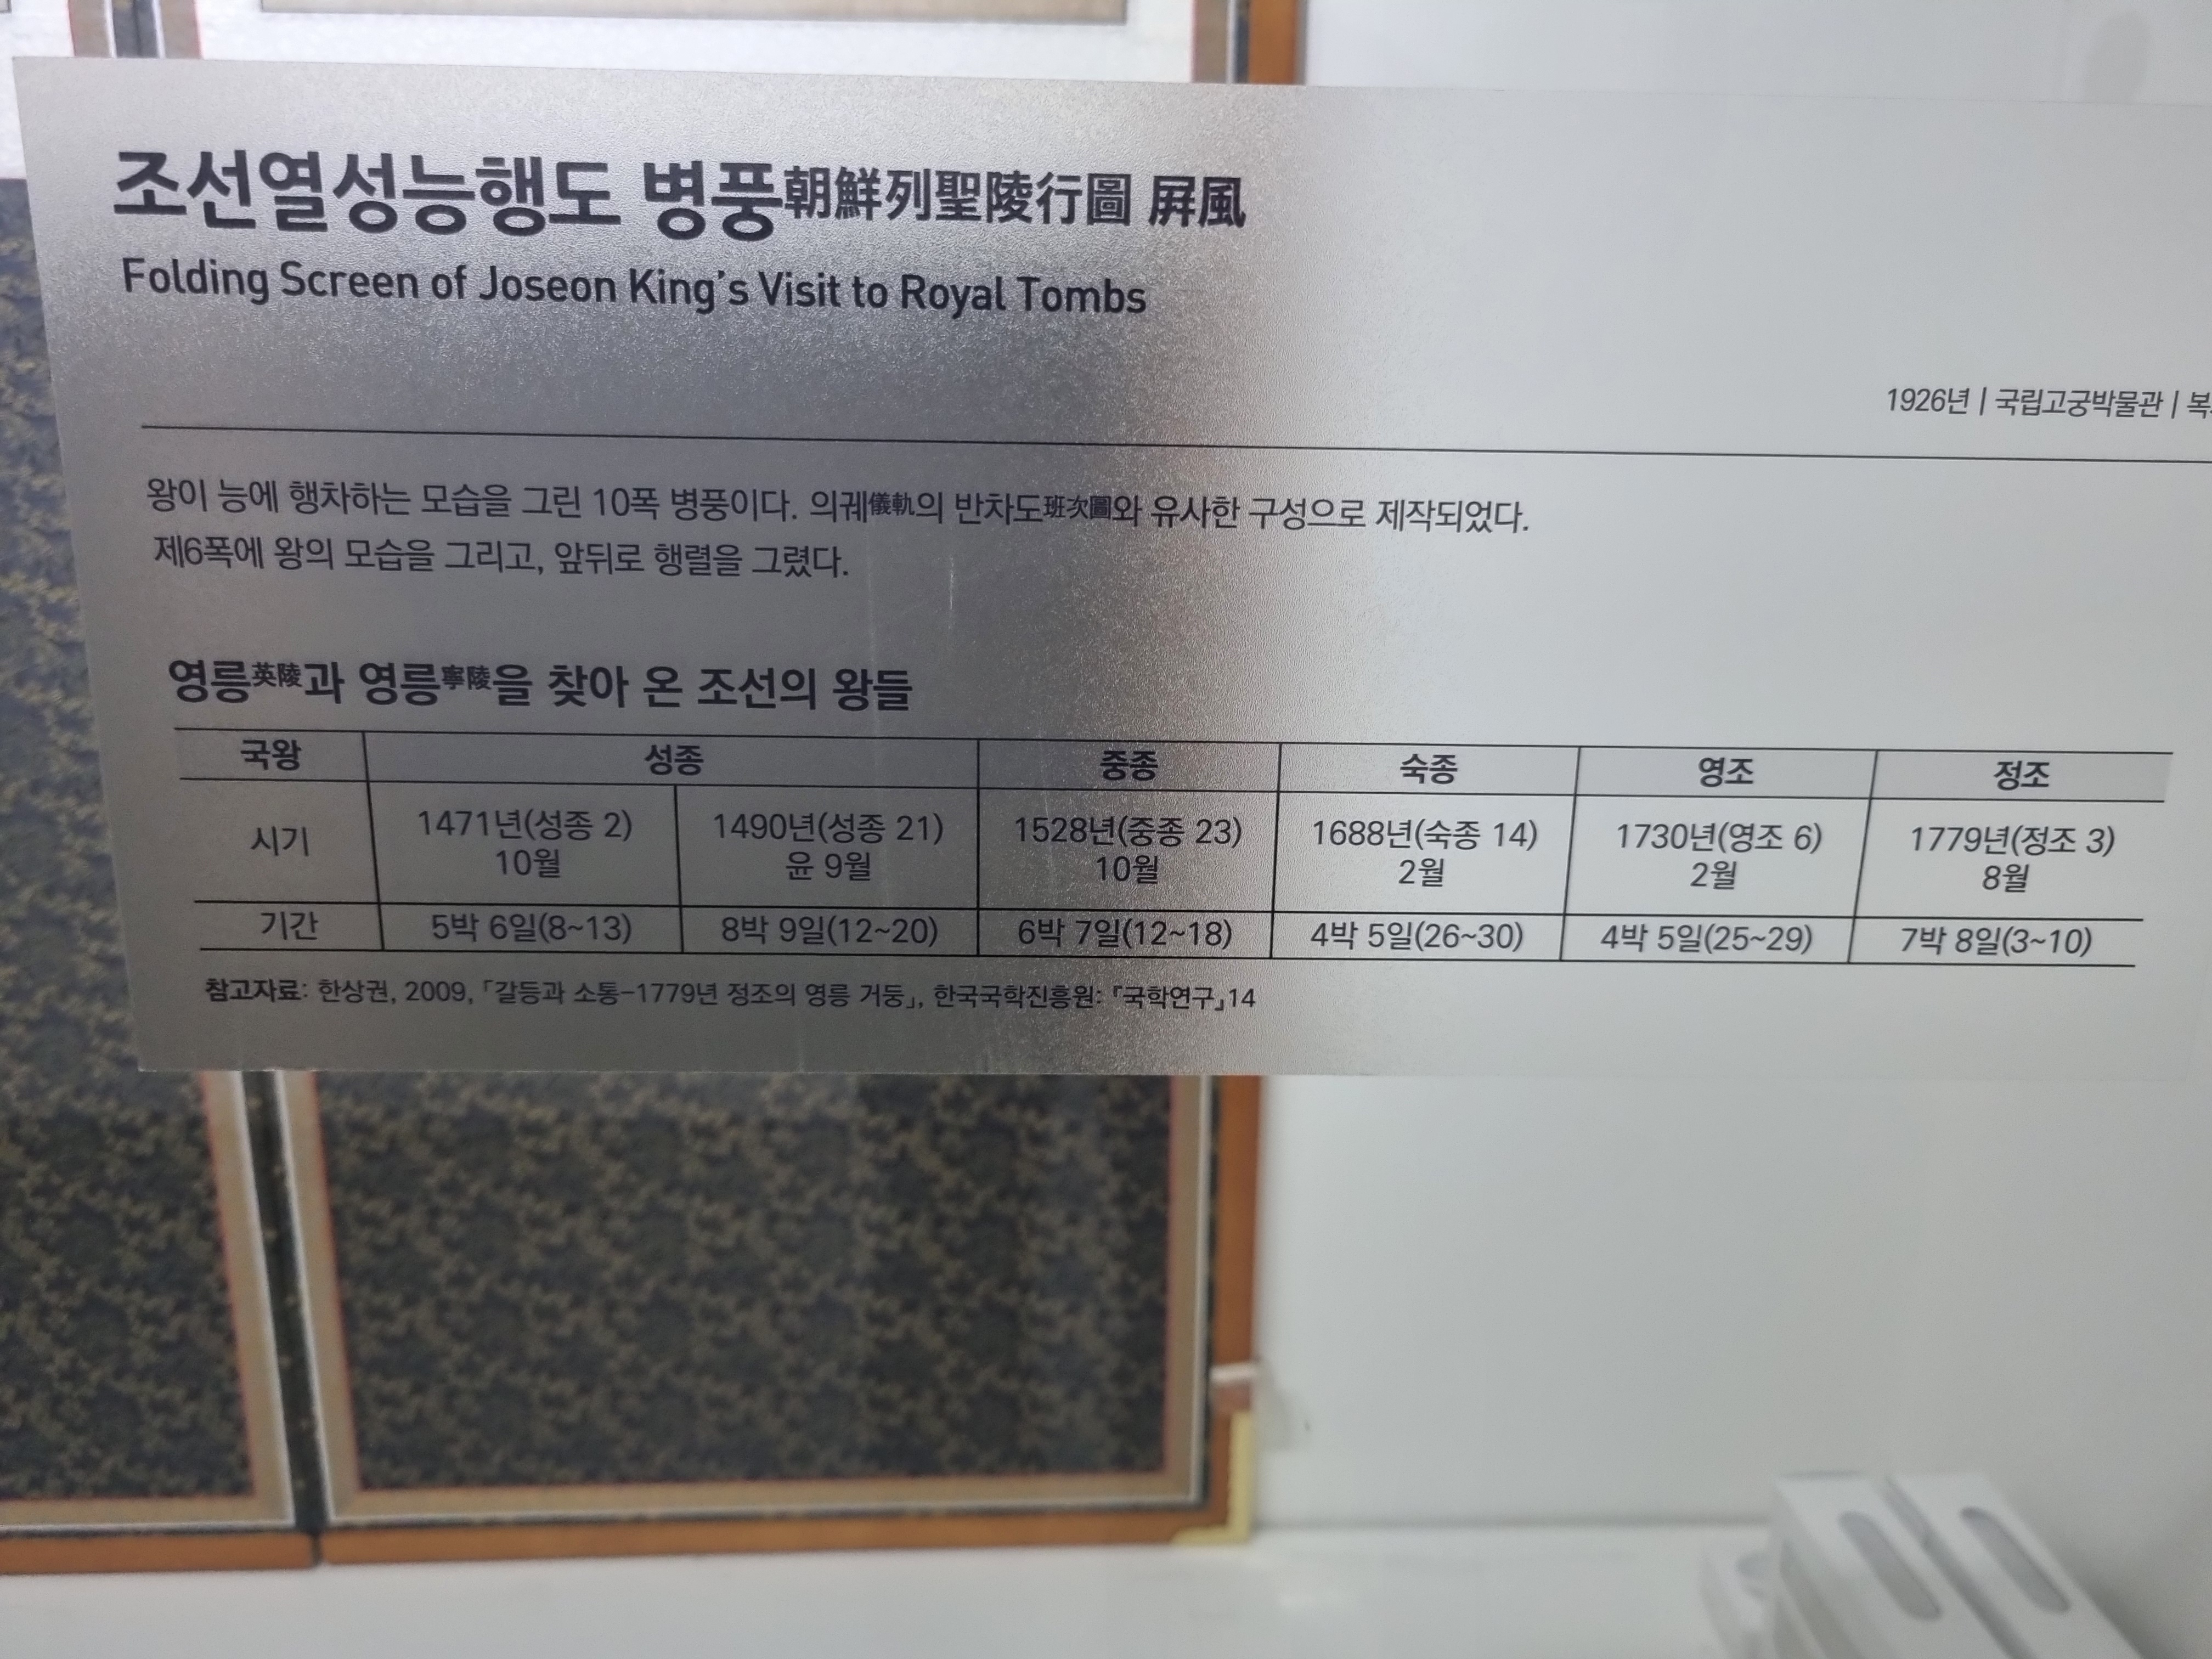 조선열성능행도 병풍朝鮮列聖陵行圖 屛風
Folding Screen of Joseon King's Visit to Royal Tombs
1926년 | 국립고궁박물관 | 복
왕이 능에 행차하는 모습을 그린 10폭 병풍이다. 의궤儀軌의 반차도班次圖와 유사한 구성으로 제작되었다.
제6폭에 왕의 모습을 그리고, 앞뒤로 행렬을 그렸다.
영릉英陵과 영릉寧陵을 찾아 온 조선의 왕들
국왕 성종 중종 숙종 영조 정조
시기 1471년(성종 2) 1490년(성종 21) 1528년(중종 23) 1688년(숙종 14) 1730년(영조 6) 1779년(정조 3)
10월 윤 9월 10월 2월 2월 8월
기간 5박 6일(8~13) 8박 9일(12~20) 6박 7일(12~18) 4박 5일(26~30) 4박 5일(25~29) 7박 8일(3~10)
참고자료: 한상권, 2009, 「갈등과 소통-1779년 정조의 영릉 거둥」, 한국국학진흥원: 『국학연구』14